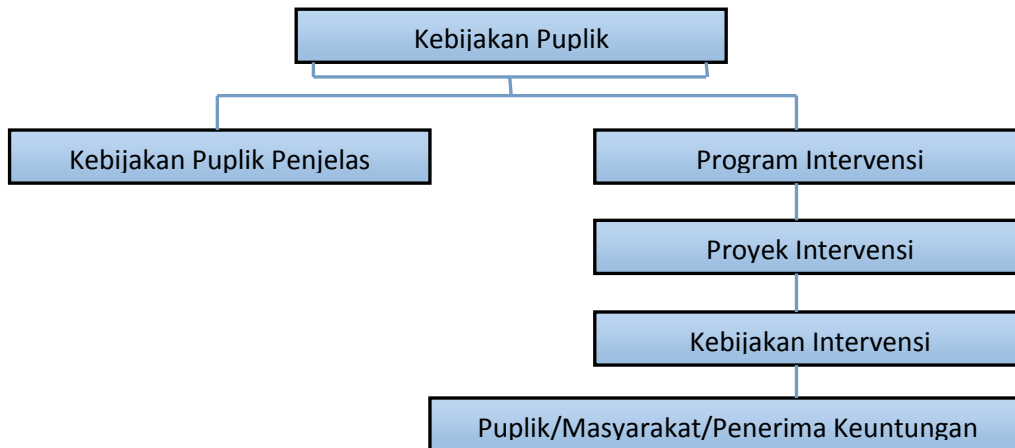 Kebijakan Puplik
Kebijakan Puplik Penjelas
Program Intervensi
Proyek Intervensi
Kebijakan Intervensi
Puplik/Masyarakat/Penerima Keuntungan